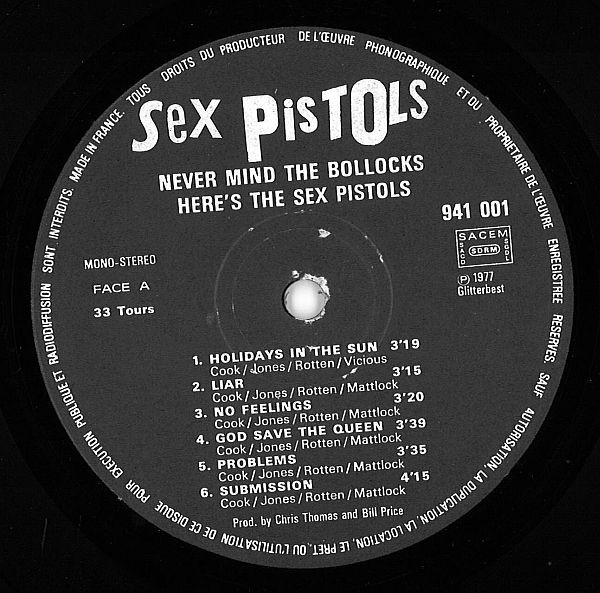 TOUS DROITS DU PRODUCTEUR DE L'ŒUVRE PHONOGRAPHIQUE ET DU PROPRIETAIRE DE L'ŒUVRE ENREGISTREE RESERVES. SAUF AUTORISATION, LA DUPLICATION, LA LOCATION, LE PRET, OU L'UTILISATION DE CE DISQUE POUR EXECUTION PUBLIQUE ET RADIODIFFUSION SONT INTERDITS. MADE IN FRANCE.
SEX PISTOLS
NEVER MIND THE BOLLOCKS
HERE'S THE SEX PISTOLS
941 001
SACEM
SACD
SDRM
SGDL
℗ 1977
Glitterbest
MONO-STEREO
FACE A
33 Tours
1. HOLIDAYS IN THE SUN 3'19
Cook/Jones/Rotten/Vicious
2. LIAR 3'15
Cook/Jones/Rotten/Mattlock
3. NO FEELINGS 3'20
Cook/Jones/Rotten/Mattlock
4. GOD SAVE THE QUEEN 3'39
Cook/Jones/Rotten/Mattlock
5. PROBLEMS 3'35
Cook/Jones/Rotten/Mattlock
6. SUBMISSION 4'15
Cook/Jones/Rotten/Mattlock
Prod. by Chris Thomas and Bill Price